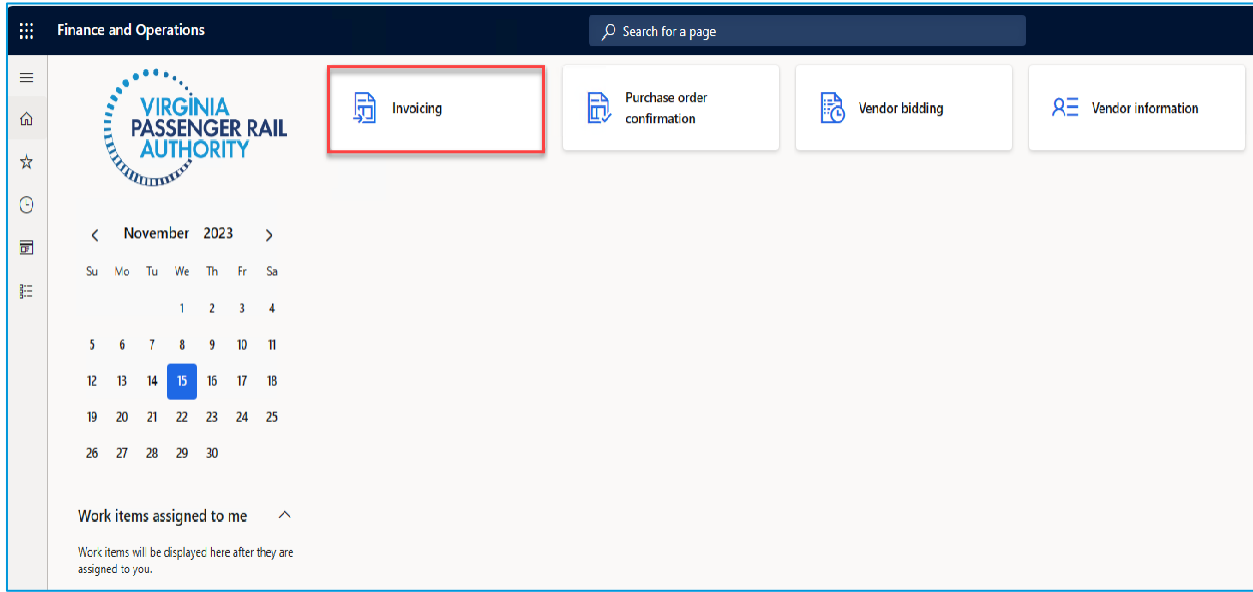 Finance and Operations
Search for a page
VIRGINIA
PASSENGER RAIL
AUTHORITY
Invoicing
Purchase order
confirmation
Vendor bidding
Vendor information
November 2023
Su Mo Tu We Th Fr Sa
1 2 3 4
5 6 7 8 9 10 11
12 13 14 15 16 17 18
19 20 21 22 23 24 25
26 27 28 29 30
Work items assigned to me
Work items will be displayed here after they are
assigned to you.